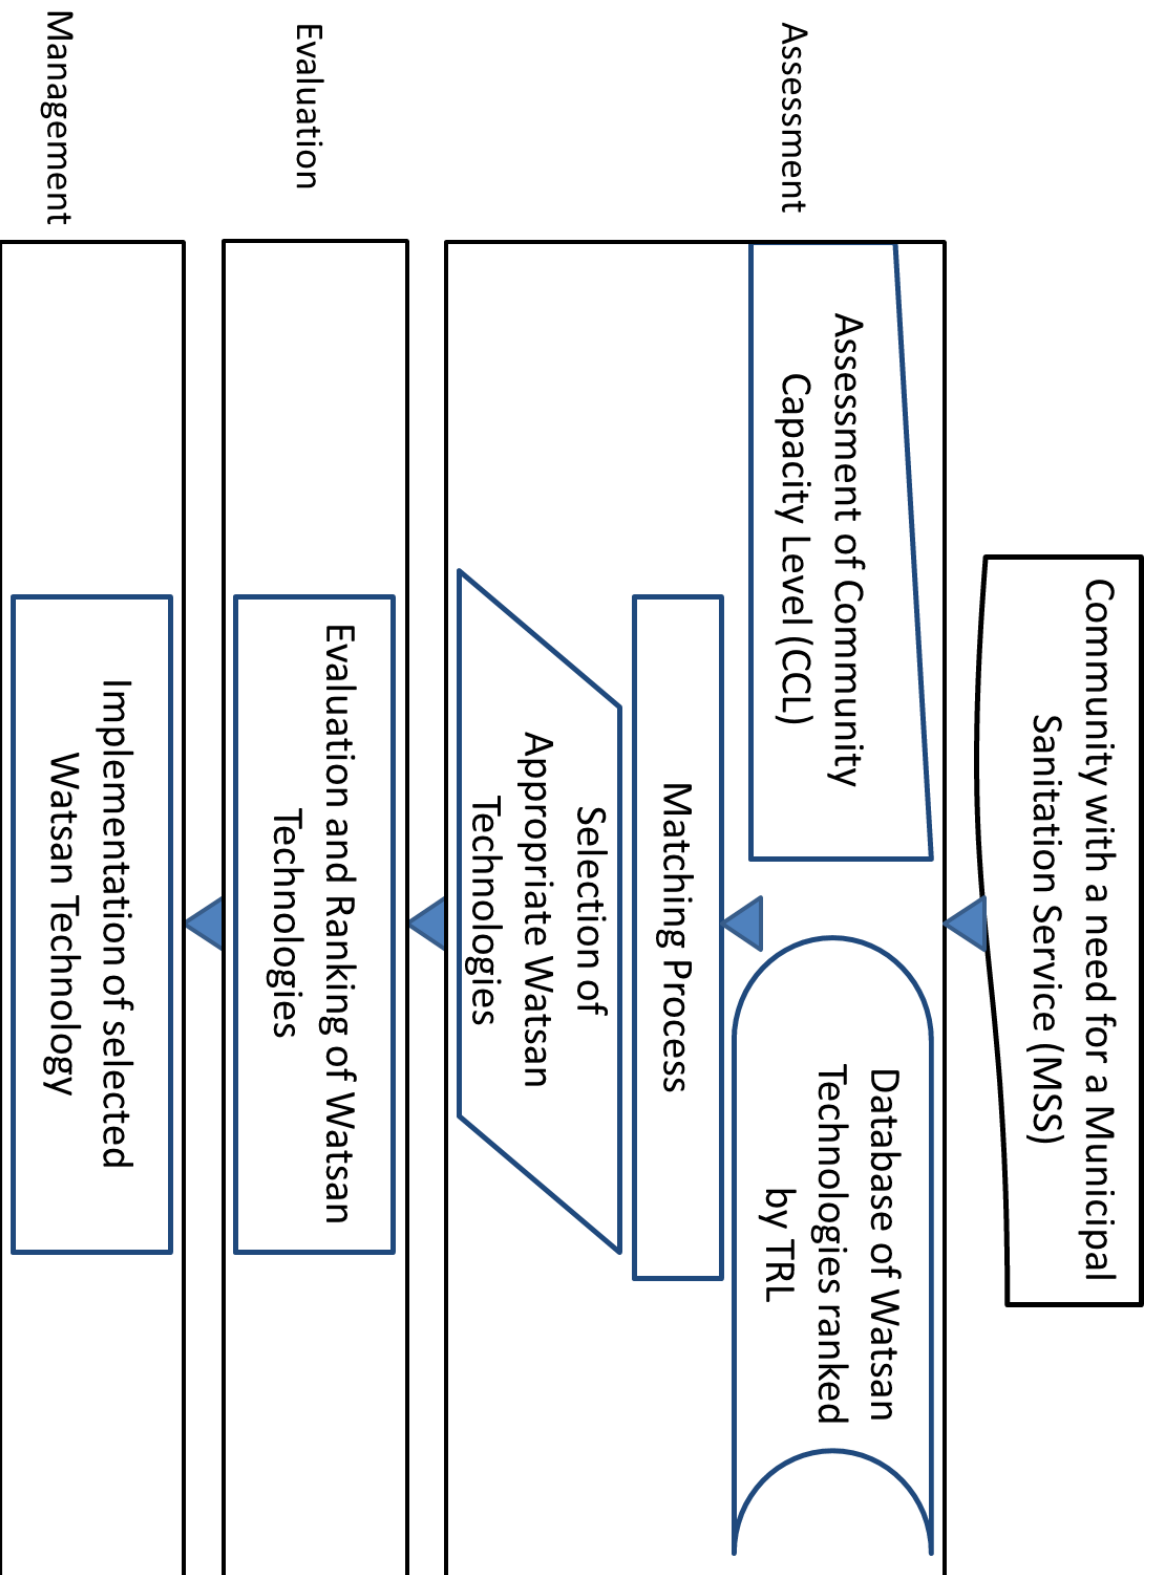 Community with a need for a Municipal
Sanitation Service (MSS)
Assessment
Assessment of Community
Capacity Level (CCL)
Database of Watsan
Technologies ranked
by TRL
Matching Process
Selection of
Appropriate Watsan
Technologies
Evaluation
Evaluation and Ranking of Watsan
Technologies
Management
Implementation of selected
Watsan Technology